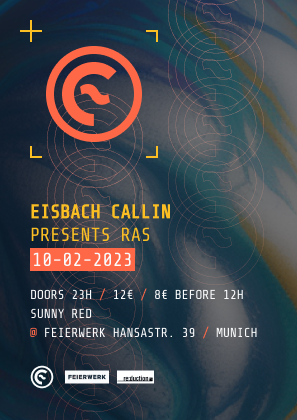 EISBACH CALLIN
PRESENTS RAS
10-02-2023
DOORS 23H / 12€ / 8€ BEFORE 12H
SUNNY RED
@ FEIERWERK HANSASTR. 39 / MUNICH
FEIERWERK